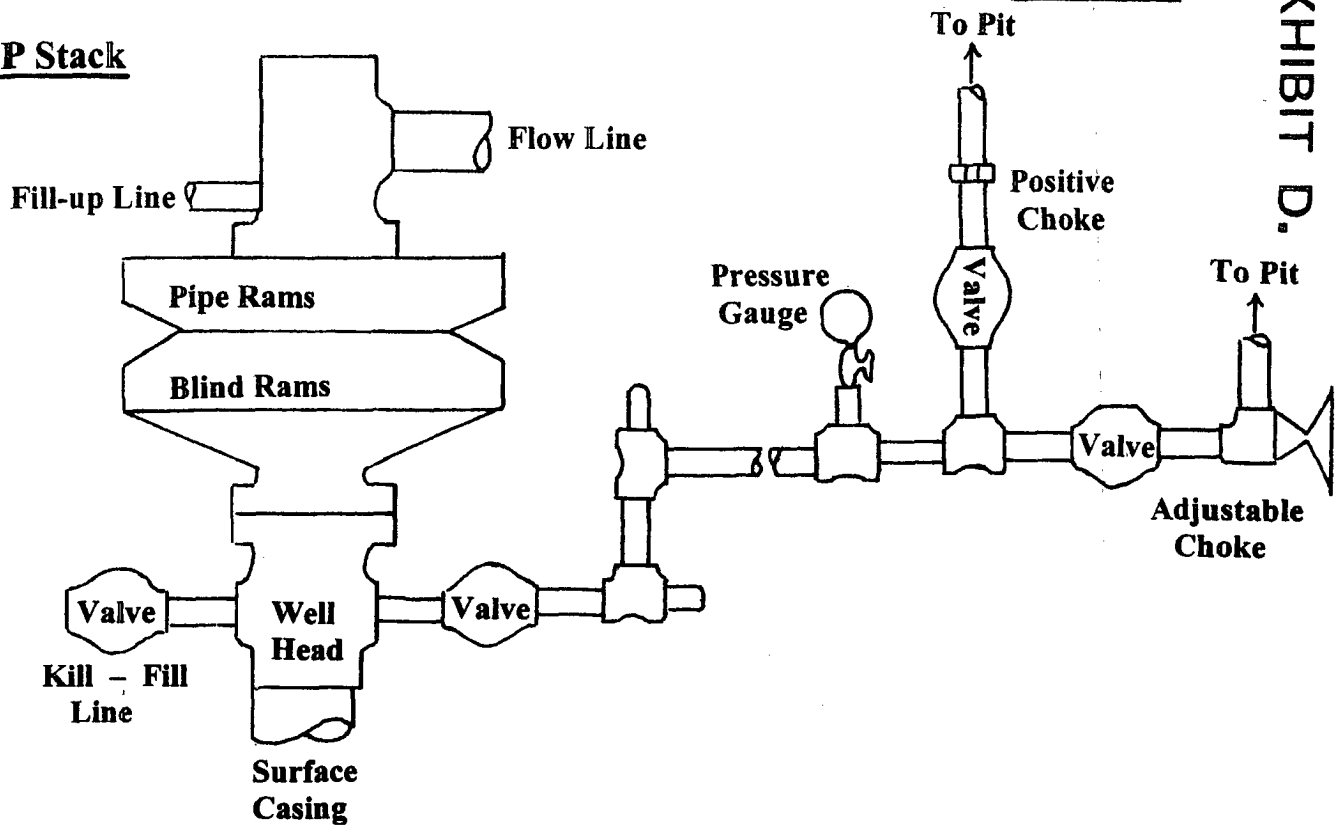 P Stack
To Pit
Flow Line
Fill-up Line
Positive
Choke
Pressure
Gauge
Valve
To Pit
Pipe Rams
Blind Rams
Valve
Adjustable
Choke
Valve
Well
Head
Valve
Kill – Fill
Line
Surface
Casing
XHIBIT D.